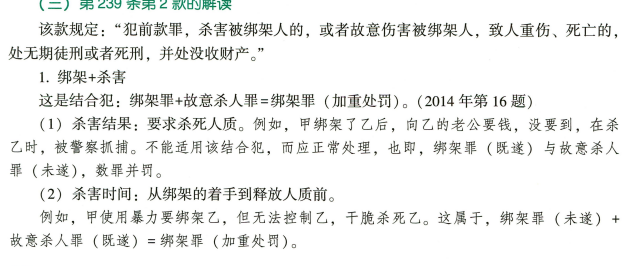 （三）第 239 条第 2 款的解读
该款规定：“犯前款罪，杀害被绑架人的，或者故意伤害被绑架人，致人重伤、死亡的，
处无期徒刑或者死刑，并处没收财产。”
1. 绑架+杀害
这是结合犯：绑架罪+故意杀人罪=绑架罪（加重处罚）。（2014 年第 16 题）
（1）杀害结果：要求杀死人质。例如，甲绑架了乙后，向乙的老公要钱，没要到，在杀
乙时，被警察抓捕。不能适用该结合犯，而应正常处理，也即，绑架罪（既遂）与故意杀人
罪（未遂），数罪并罚。
（2）杀害时间：从绑架的着手到释放人质前。
例如，甲使用暴力要绑架乙，但无法控制乙，干脆杀死乙。这属于，绑架罪（未遂）+
故意杀人罪（既遂）=绑架罪（加重处罚）。